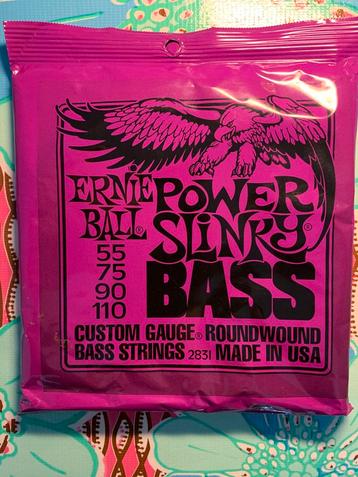 ERNIE BALL®
POWER SLINKY®
BASS
55
75
90
110
CUSTOM GAUGE® ROUNDWOUND
BASS STRINGS 2831 MADE IN USA